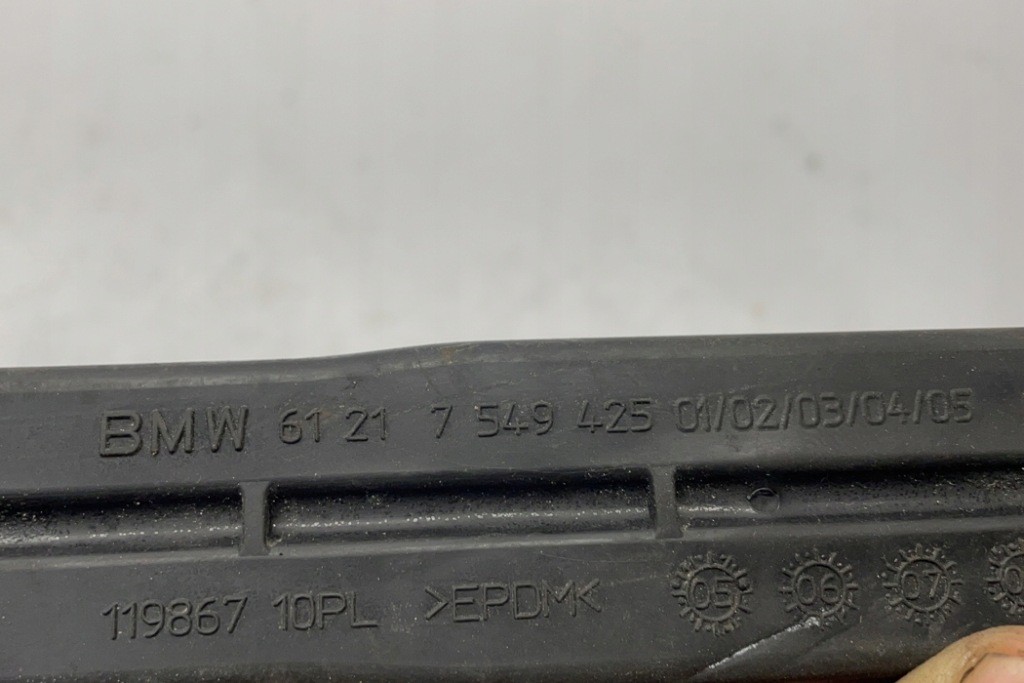 BMW 61 21 7 549 425 01/02/03/04/05
119867 10PL >EPDM< 05 06 07